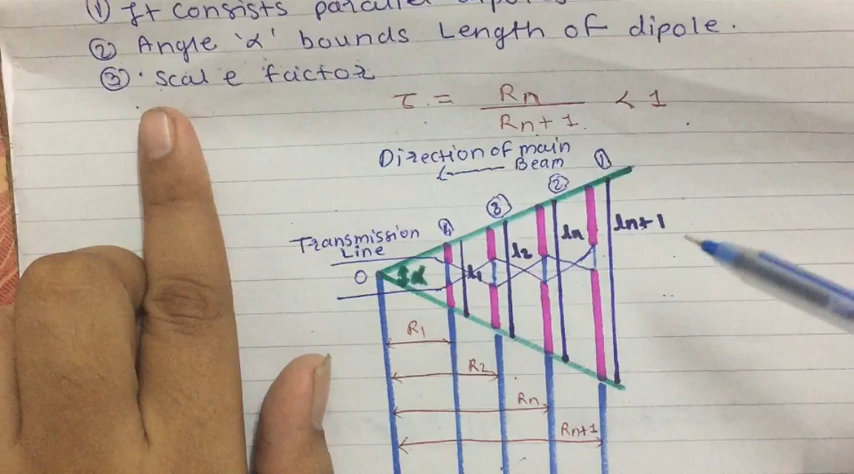 ① It consists parallel
② Angle 'α' bounds Length of dipole.
③ Scale factor
τ = Rn / Rn+1 < 1
Direction of main
Beam
①
②
③
Transmission
Line
O
α
l1
l2
ln
ln+1
R1
R2
Rn
Rn+1